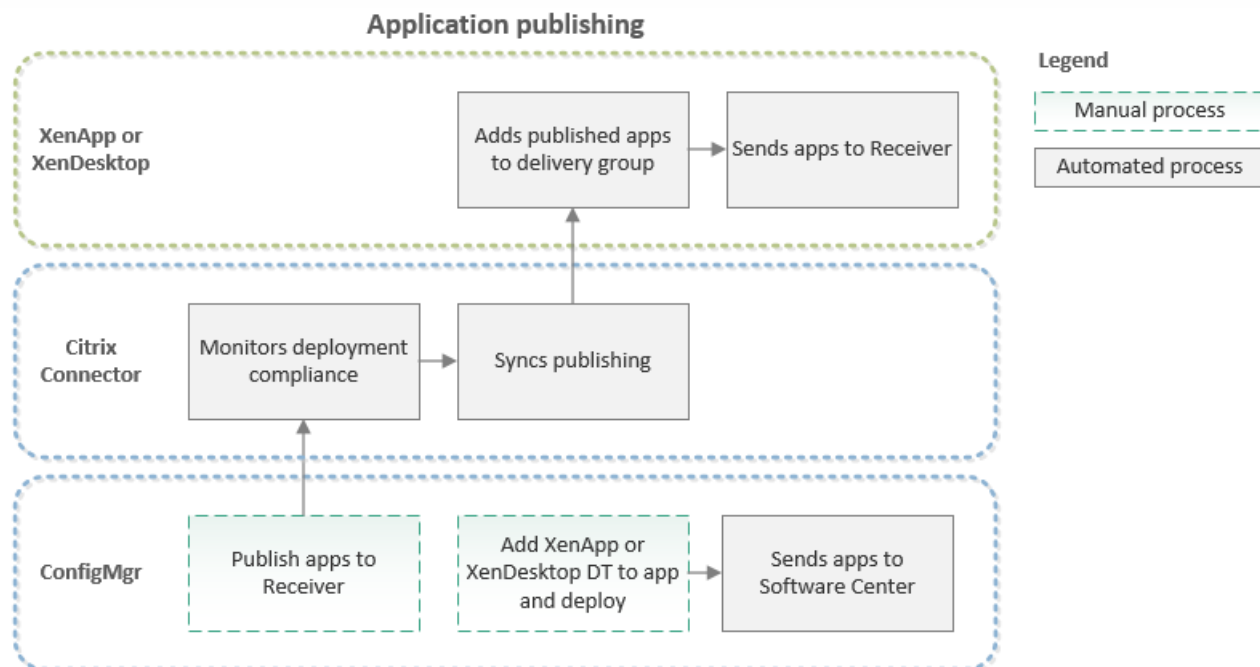 Application publishing
Legend
Manual process
Automated process
XenApp or
XenDesktop
Adds published apps
to delivery group
Sends apps to Receiver
Citrix
Connector
Monitors deployment
compliance
Syncs publishing
ConfigMgr
Publish apps to
Receiver
Add XenApp or
XenDesktop DT to app
and deploy
Sends apps to
Software Center